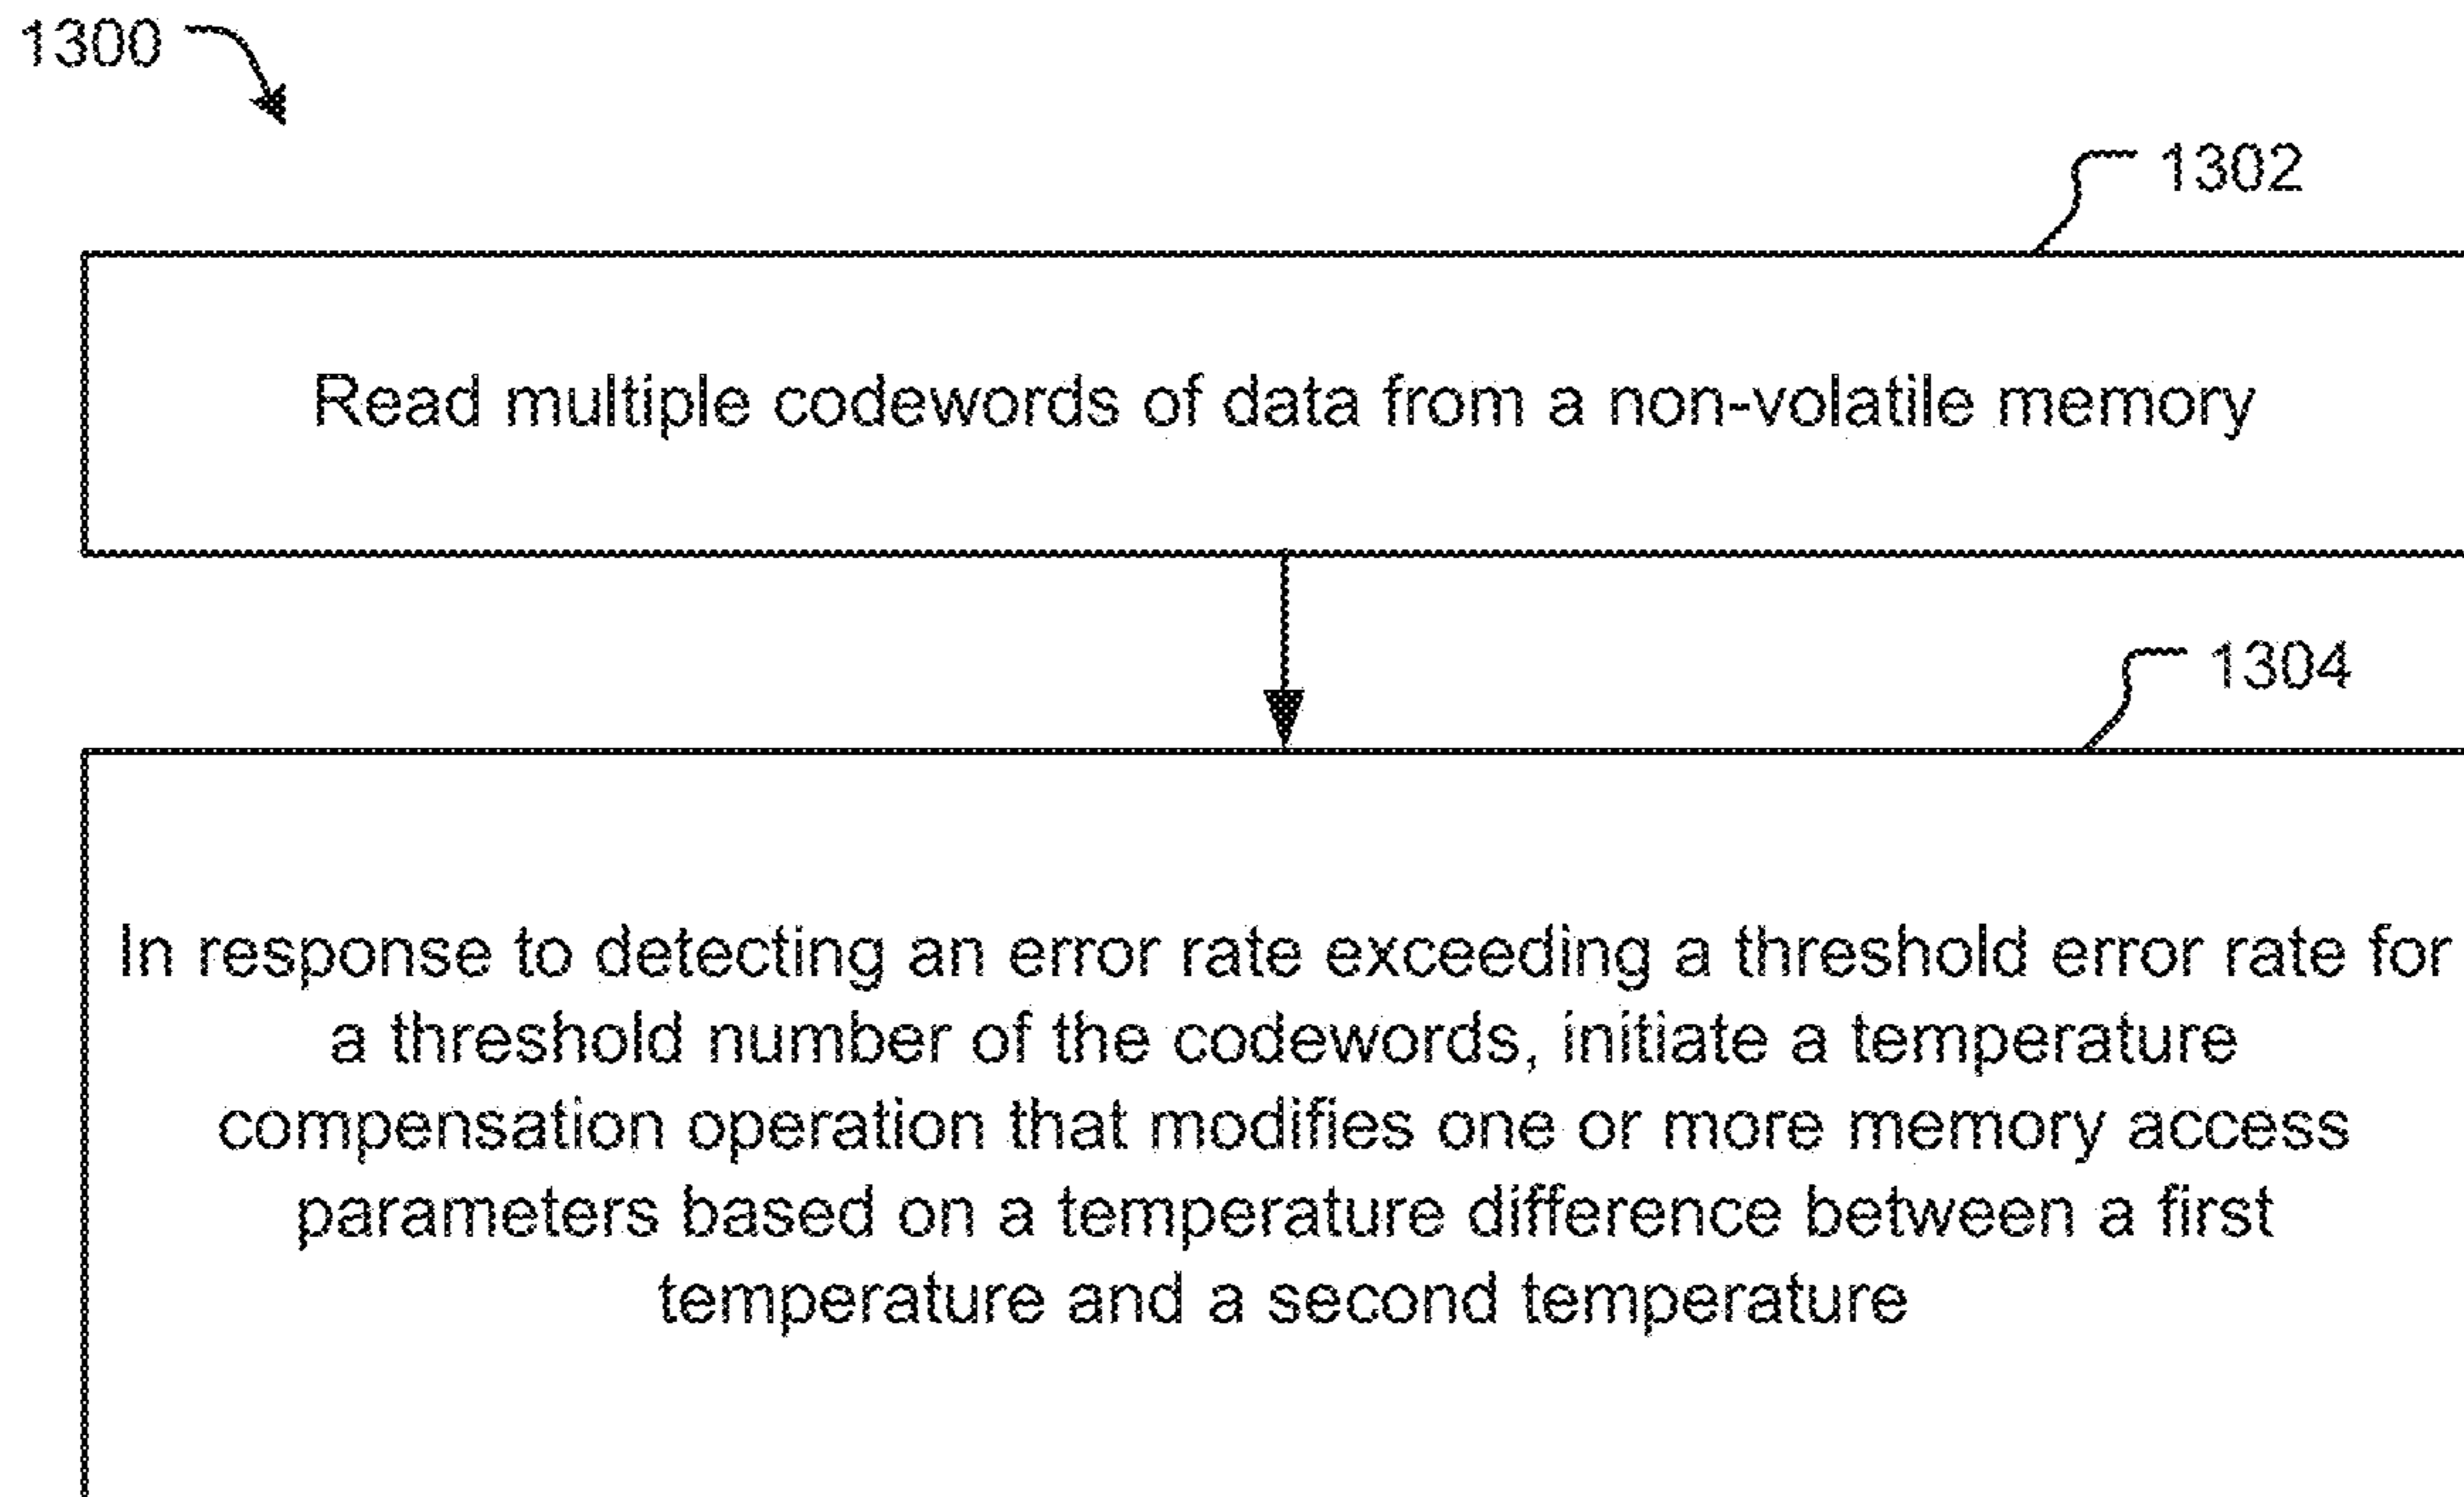 1300
1302
Read multiple codewords of data from a non-volatile memory
1304
In response to detecting an error rate exceeding a threshold error rate for
a threshold number of the codewords, initiate a temperature
compensation operation that modifies one or more memory access
parameters based on a temperature difference between a first
temperature and a second temperature